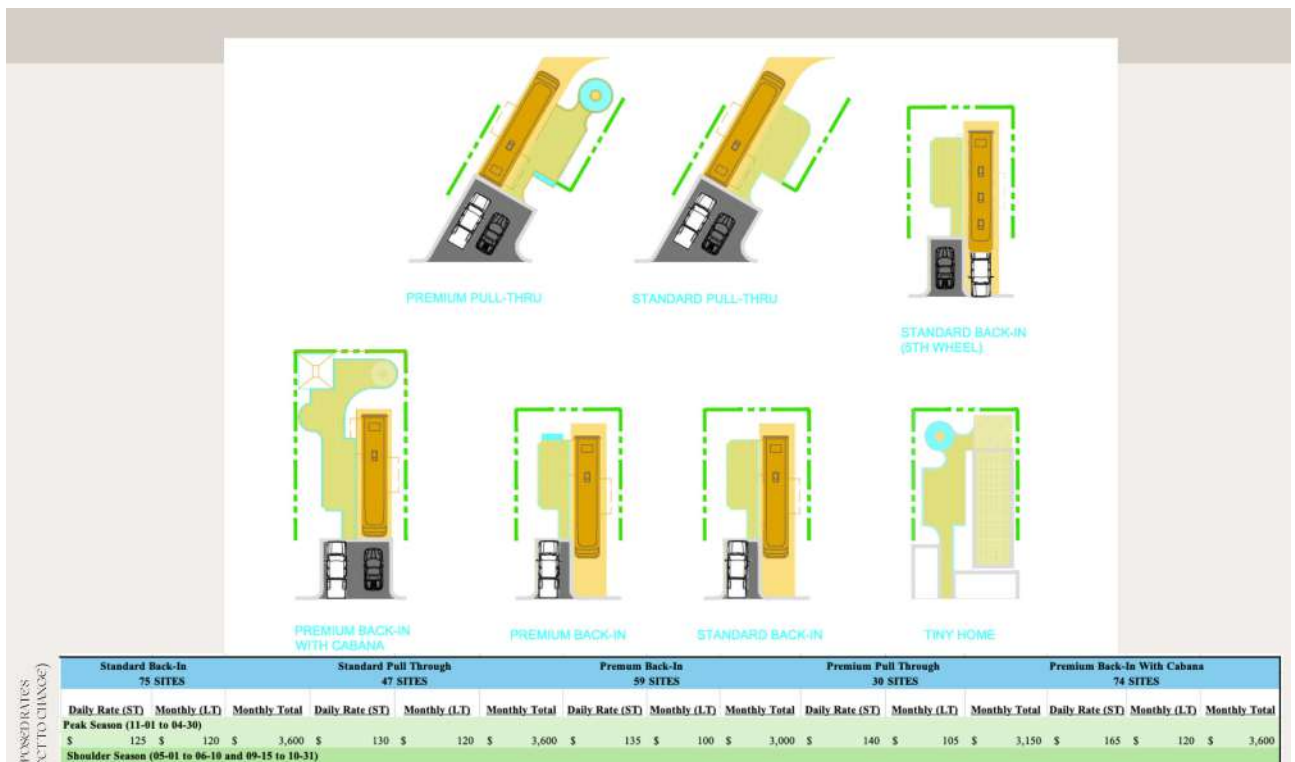 PREMIUM PULL-THRU
STANDARD PULL-THRU
STANDARD BACK-IN
(5TH WHEEL)
PREMIUM BACK-IN
WITH CABANA
PREMIUM BACK-IN
STANDARD BACK-IN
TINY HOME
Standard Back-In Standard Pull Through Premum Back-In Premium Pull Through Premium Back-In With Cabana
75 SITES 47 SITES 59 SITES 30 SITES 74 SITES
Daily Rate (ST) Monthly (LT) Monthly Total Daily Rate (ST) Monthly (LT) Monthly Total Daily Rate (ST) Monthly (LT) Monthly Total Daily Rate (ST) Monthly (LT) Monthly Total Daily Rate (ST) Monthly (LT) Monthly Total
Peak Season (11-01 to 04-30)
$ 125 $ 120 $ 3,600 $ 130 $ 120 $ 3,600 $ 135 $ 100 $ 3,000 $ 140 $ 105 $ 3,150 $ 165 $ 120 $ 3,600
Shoulder Season (05-01 to 06-10 and 09-15 to 10-31)
RATES
TO CHANGE)